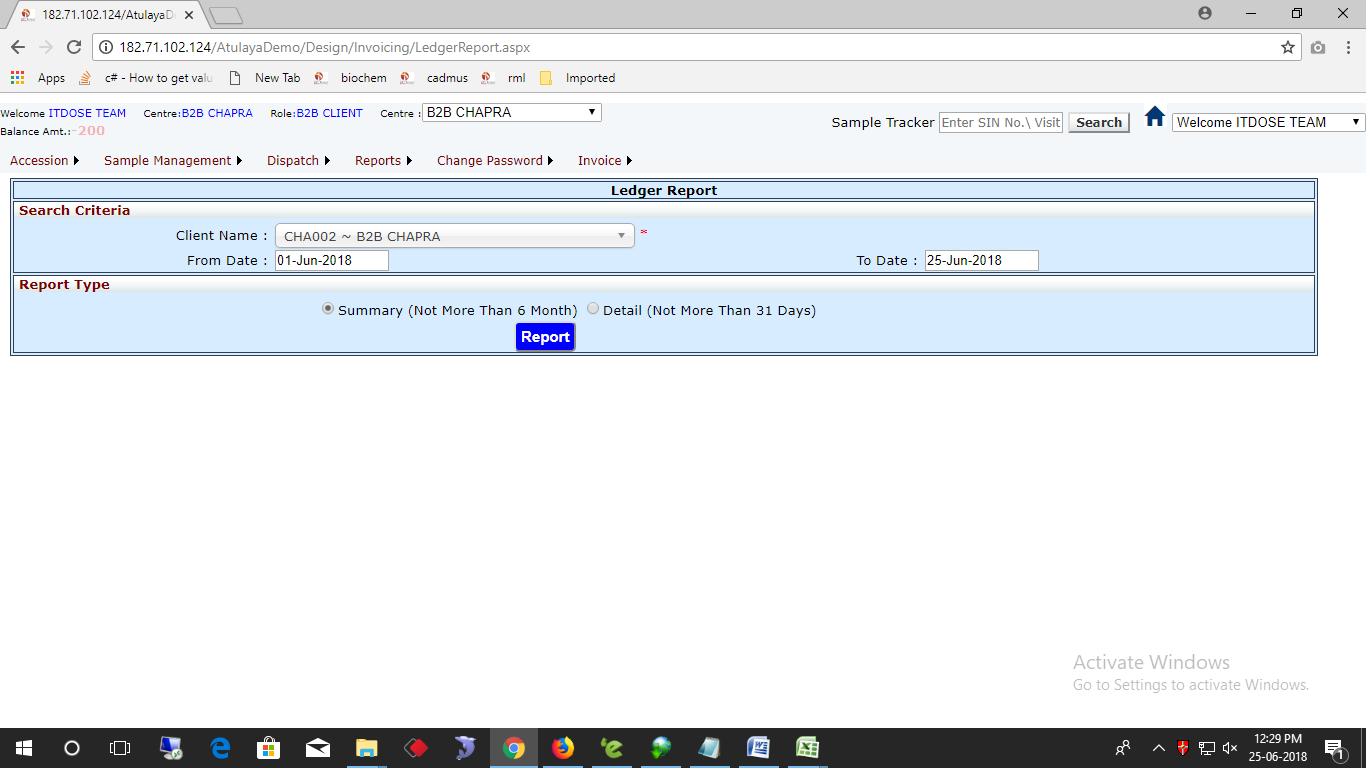 182.71.102.124/AtulayaD
182.71.102.124/AtulayaDemo/Design/Invoicing/LedgerReport.aspx
Apps c# - How to get valu New Tab biochem cadmus rml Imported
Welcome ITDOSE TEAM Centre:B2B CHAPRA Role:B2B CLIENT Centre : B2B CHAPRA
Balance Amt.:-200
Sample Tracker Enter SIN No.\ Visit Search Welcome ITDOSE TEAM
Accession Sample Management Dispatch Reports Change Password Invoice
Ledger Report
Search Criteria
Client Name : CHA002 ~ B2B CHAPRA *
From Date : 01-Jun-2018 To Date : 25-Jun-2018
Report Type
Summary (Not More Than 6 Month) Detail (Not More Than 31 Days)
Report
Activate Windows
Go to Settings to activate Windows.
12:29 PM
25-06-2018
1